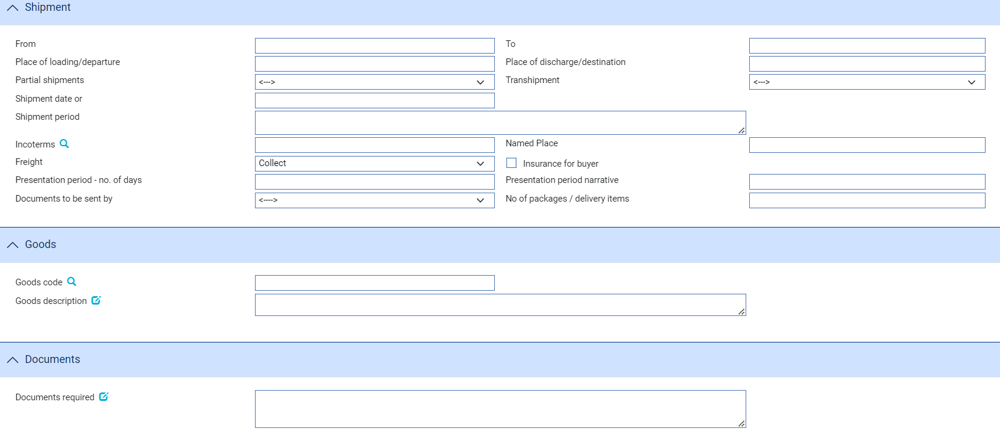 Shipment
From To
Place of loading/departure Place of discharge/destination
Partial shipments <---> Transhipment <--->
Shipment date or
Shipment period
Incoterms Named Place
Freight Collect Insurance for buyer
Presentation period - no. of days Presentation period narrative
Documents to be sent by <----> No of packages / delivery items
Goods
Goods code
Goods description
Documents
Documents required